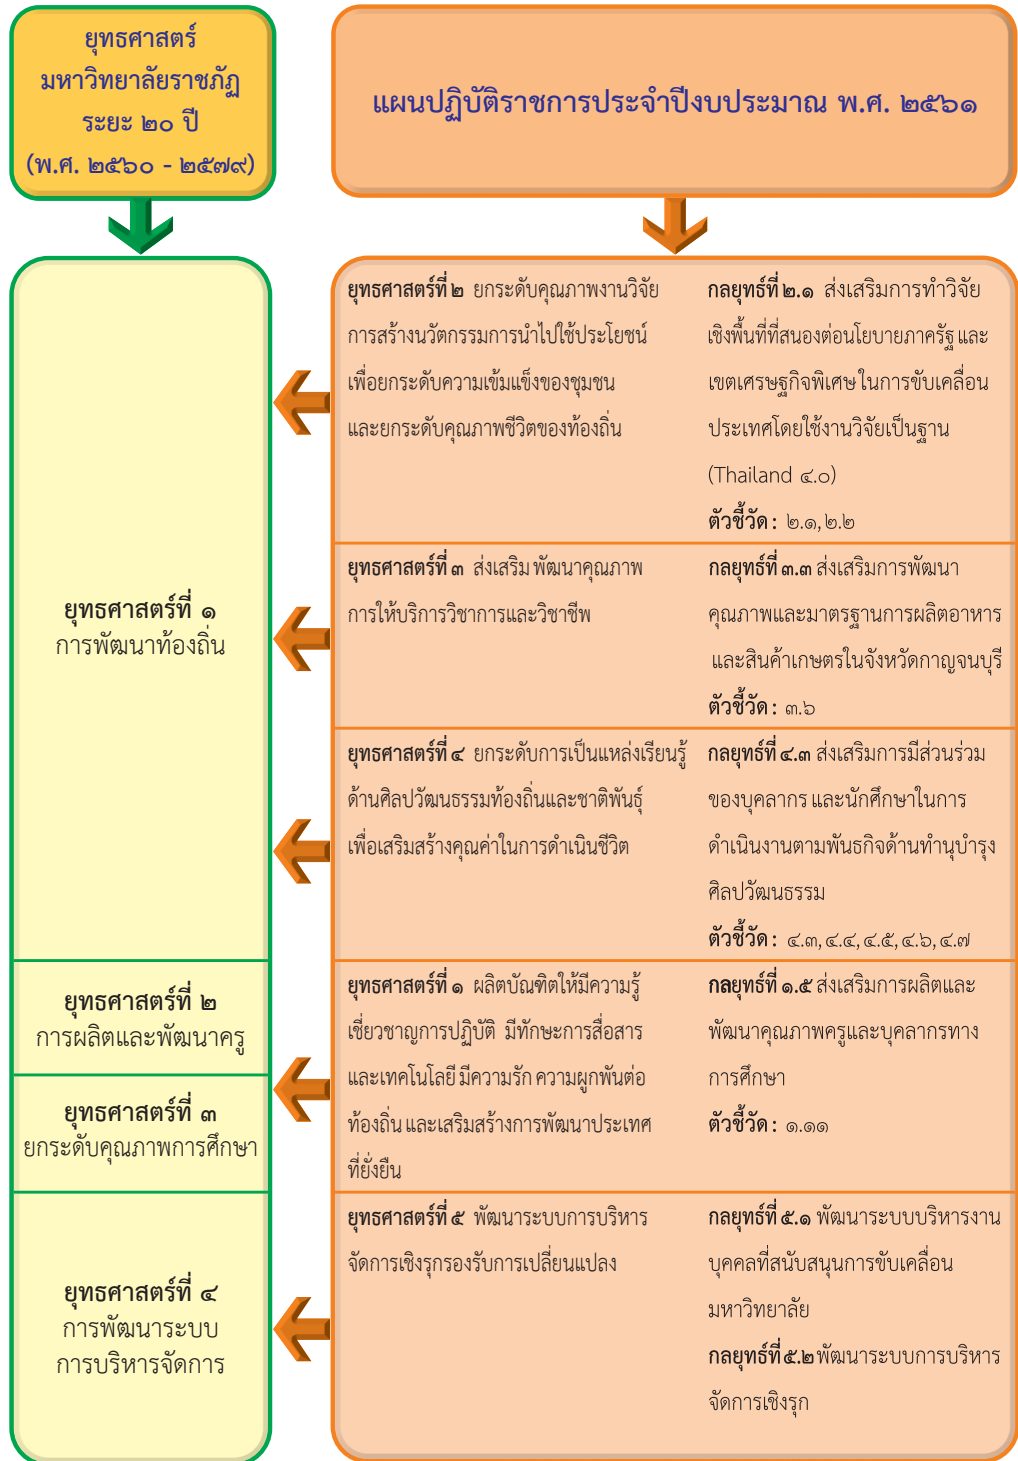 ยุทธศาสตร์
มหาวิทยาลัยราชภัฏ
ระยะ ๒๐ ปี
(พ.ศ. ๒๕๖๐ - ๒๕๗๙)
แผนปฏิบัติราชการประจำปีงบประมาณ พ.ศ. ๒๕๖๑
ยุทธศาสตร์ที่ ๑
การพัฒนาท้องถิ่น
ยุทธศาสตร์ที่ ๒ ยกระดับคุณภาพงานวิจัย
การสร้างนวัตกรรมการนำไปใช้ประโยชน์
เพื่อยกระดับความเข้มแข็งของชุมชน
และยกระดับคุณภาพชีวิตของท้องถิ่น
กลยุทธ์ที่ ๒.๑ ส่งเสริมการทำวิจัย
เชิงพื้นที่ที่สนองต่อนโยบายภาครัฐ และ
เขตเศรษฐกิจพิเศษ ในการขับเคลื่อน
ประเทศโดยใช้งานวิจัยเป็นฐาน
(Thailand ๔.๐)
ตัวชี้วัด : ๒.๑, ๒.๒
ยุทธศาสตร์ที่ ๓ ส่งเสริม พัฒนาคุณภาพ
การให้บริการวิชาการและวิชาชีพ
กลยุทธ์ที่ ๓.๓ ส่งเสริมการพัฒนา
คุณภาพและมาตรฐานการผลิตอาหาร
และสินค้าเกษตรในจังหวัดกาญจนบุรี
ตัวชี้วัด : ๓.๖
ยุทธศาสตร์ที่ ๔ ยกระดับการเป็นแหล่งเรียนรู้
ด้านศิลปวัฒนธรรมท้องถิ่นและชาติพันธุ์
เพื่อเสริมสร้างคุณค่าในการดำเนินชีวิต
กลยุทธ์ที่ ๔.๓ ส่งเสริมการมีส่วนร่วม
ของบุคลากร และนักศึกษาในการ
ดำเนินงานตามพันธกิจด้านทำนุบำรุง
ศิลปวัฒนธรรม
ตัวชี้วัด : ๔.๓, ๔.๔, ๔.๕, ๔.๖, ๔.๗
ยุทธศาสตร์ที่ ๒
การผลิตและพัฒนาครู
ยุทธศาสตร์ที่ ๓
ยกระดับคุณภาพการศึกษา
ยุทธศาสตร์ที่ ๑ ผลิตบัณฑิตให้มีความรู้
เชี่ยวชาญการปฏิบัติ มีทักษะการสื่อสาร
และเทคโนโลยี มีความรัก ความผูกพันต่อ
ท้องถิ่น และเสริมสร้างการพัฒนาประเทศ
ที่ยั่งยืน
กลยุทธ์ที่ ๑.๕ ส่งเสริมการผลิตและ
พัฒนาคุณภาพครูและบุคลากรทาง
การศึกษา
ตัวชี้วัด : ๑.๑๑
ยุทธศาสตร์ที่ ๔
การพัฒนาระบบ
การบริหารจัดการ
ยุทธศาสตร์ที่ ๕ พัฒนาระบบการบริหาร
จัดการเชิงรุกรองรับการเปลี่ยนแปลง
กลยุทธ์ที่ ๕.๑ พัฒนาระบบบริหารงาน
บุคคลที่สนับสนุนการขับเคลื่อน
มหาวิทยาลัย
กลยุทธ์ที่ ๕.๒ พัฒนาระบบการบริหาร
จัดการเชิงรุก